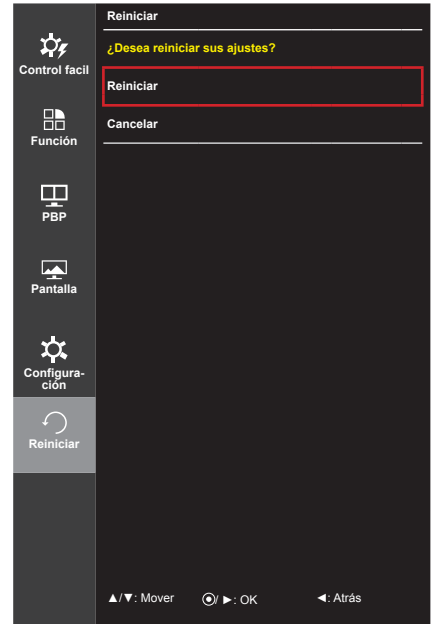 Control facil
Función
PBP
Pantalla
Configura-
ción
Reiniciar
Reiniciar
¿Desea reiniciar sus ajustes?
Reiniciar
Cancelar
▲/▼: Mover ⦿/ ►: OK ◄: Atrás